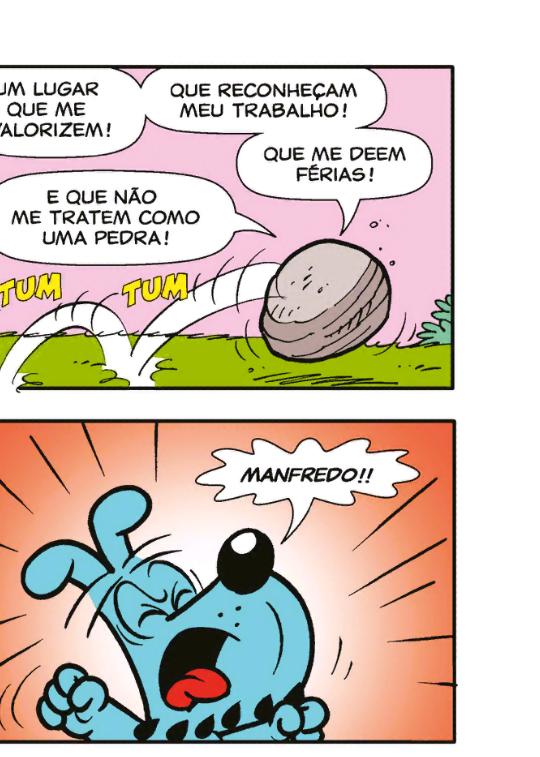 UM LUGAR
QUE ME
VALORIZEM!
QUE RECONHEÇAM
MEU TRABALHO!
QUE ME DEEM
FÉRIAS!
E QUE NÃO
ME TRATEM COMO
UMA PEDRA!
TUM
TUM
MANFREDO!!